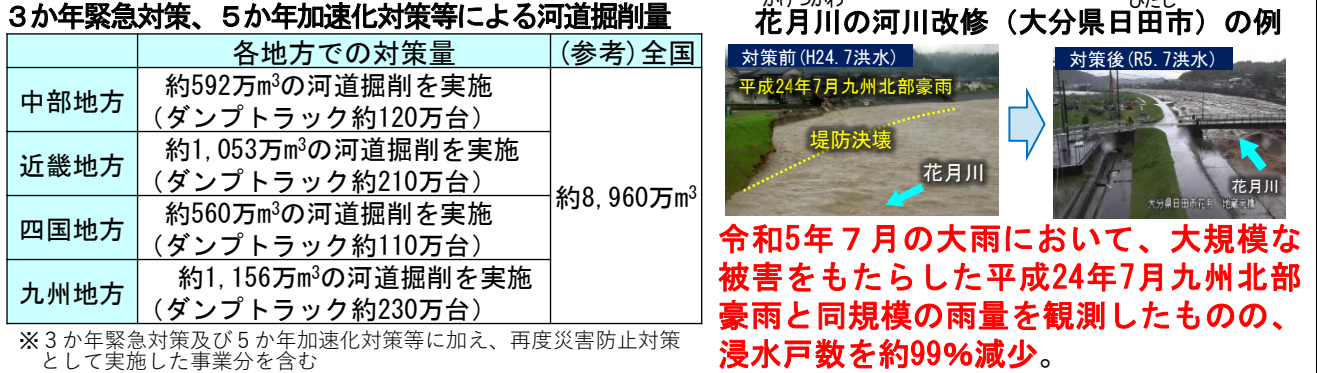 ３か年緊急対策、５か年加速化対策等による河道掘削量
各地方での対策量
(参考)全国
中部地方
約592万m³の河道掘削を実施
（ダンプトラック約120万台）
近畿地方
約1,053万m³の河道掘削を実施
（ダンプトラック約210万台）
四国地方
約560万m³の河道掘削を実施
（ダンプトラック約110万台）
九州地方
約1,156万m³の河道掘削を実施
（ダンプトラック約230万台）
約8,960万m³
※３か年緊急対策及び５か年加速化対策等に加え、再度災害防止対策
として実施した事業分を含む
かげつがわ
ひたし
花月川の河川改修（大分県日田市）の例
対策前(H24.7洪水)
平成24年7月九州北部豪雨
堤防決壊
花月川
対策後(R5.7洪水)
花月川
大分県日田市花月 地蔵元橋
令和5年７月の大雨において、大規模な
被害をもたらした平成24年7月九州北部
豪雨と同規模の雨量を観測したものの、
浸水戸数を約99%減少。